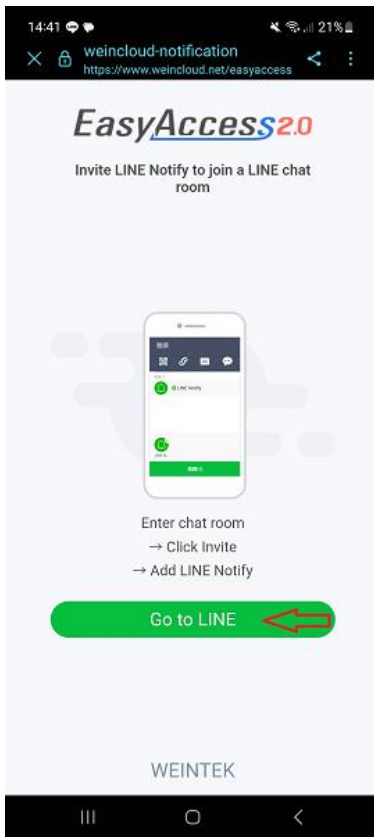 14:41
21%
weincloud-notification
https://www.weincloud.net/easyaccess
EasyAccess2.0
Invite LINE Notify to join a LINE chat
room
LINE Notify
Enter chat room
→ Click Invite
→ Add LINE Notify
Go to LINE
WEINTEK